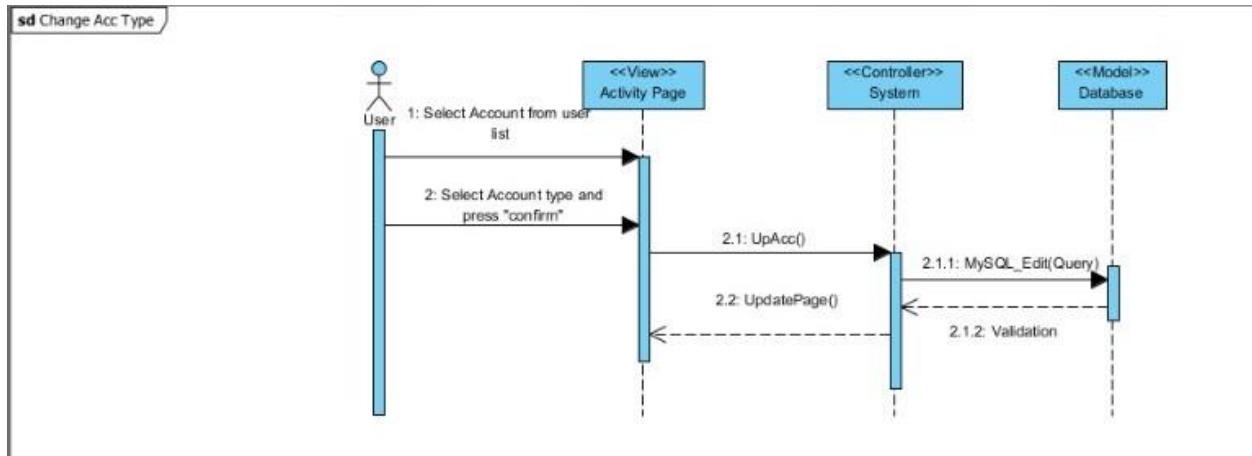 sd Change Acc Type
<<View>>
Activity Page
<<Controller>>
System
<<Model>>
Database
User
1: Select Account from user
list
2: Select Account type and
press "confirm"
2.1: UpAcc()
2.1.1: MySQL_Edit(Query)
2.2: UpdatePage()
2.1.2: Validation